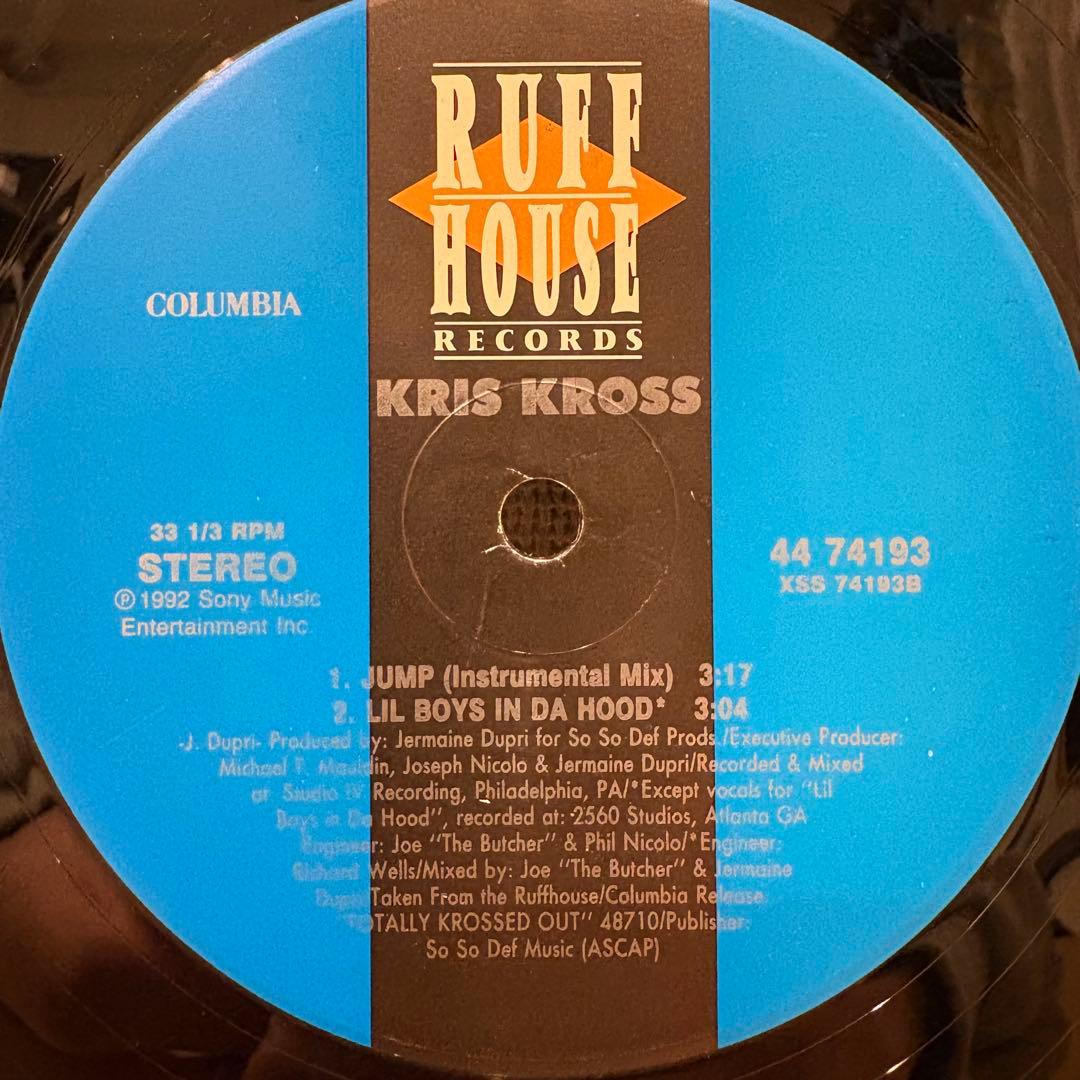 RUFF
HOUSE
RECORDS
COLUMBIA
KRIS KROSS
33 1/3 RPM
STEREO
℗ 1992 Sony Music
Entertainment Inc
44 74193
XSS 74193B
1. JUMP (Instrumental Mix) 3:17
2. LIL BOYS IN DA HOOD* 3:04
-J. Dupri- Produced by: Jermaine Dupri for So So Def Prods./Executive Producer:
Michael T. Mauldin, Joseph Nicolo & Jermaine Dupri/Recorded & Mixed
at Studio IV Recording, Philadelphia, PA/*Except vocals for "Lil
Boys in Da Hood", recorded at: 2560 Studios, Atlanta GA
Engineer: Joe "The Butcher" & Phil Nicolo/*Engineer:
Richard Wells/Mixed by: Joe "The Butcher" & Jermaine
Dupri Taken From the Ruffhouse/Columbia Release
"TOTALLY KROSSED OUT" 48710/Publisher:
So So Def Music (ASCAP)